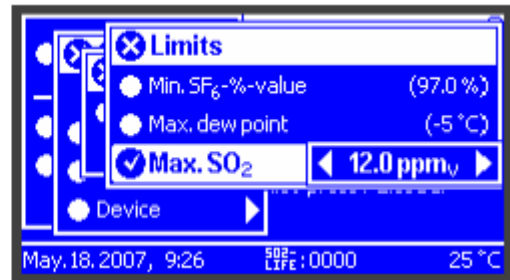 Limits
Min. SF₆-%-value (97.0 %)
Max. dew point (-5 °C)
Max. SO₂ 12.0 ppmᵥ
Device
May. 18. 2007, 9:26 SO2-LIFE: 0000 25 °C